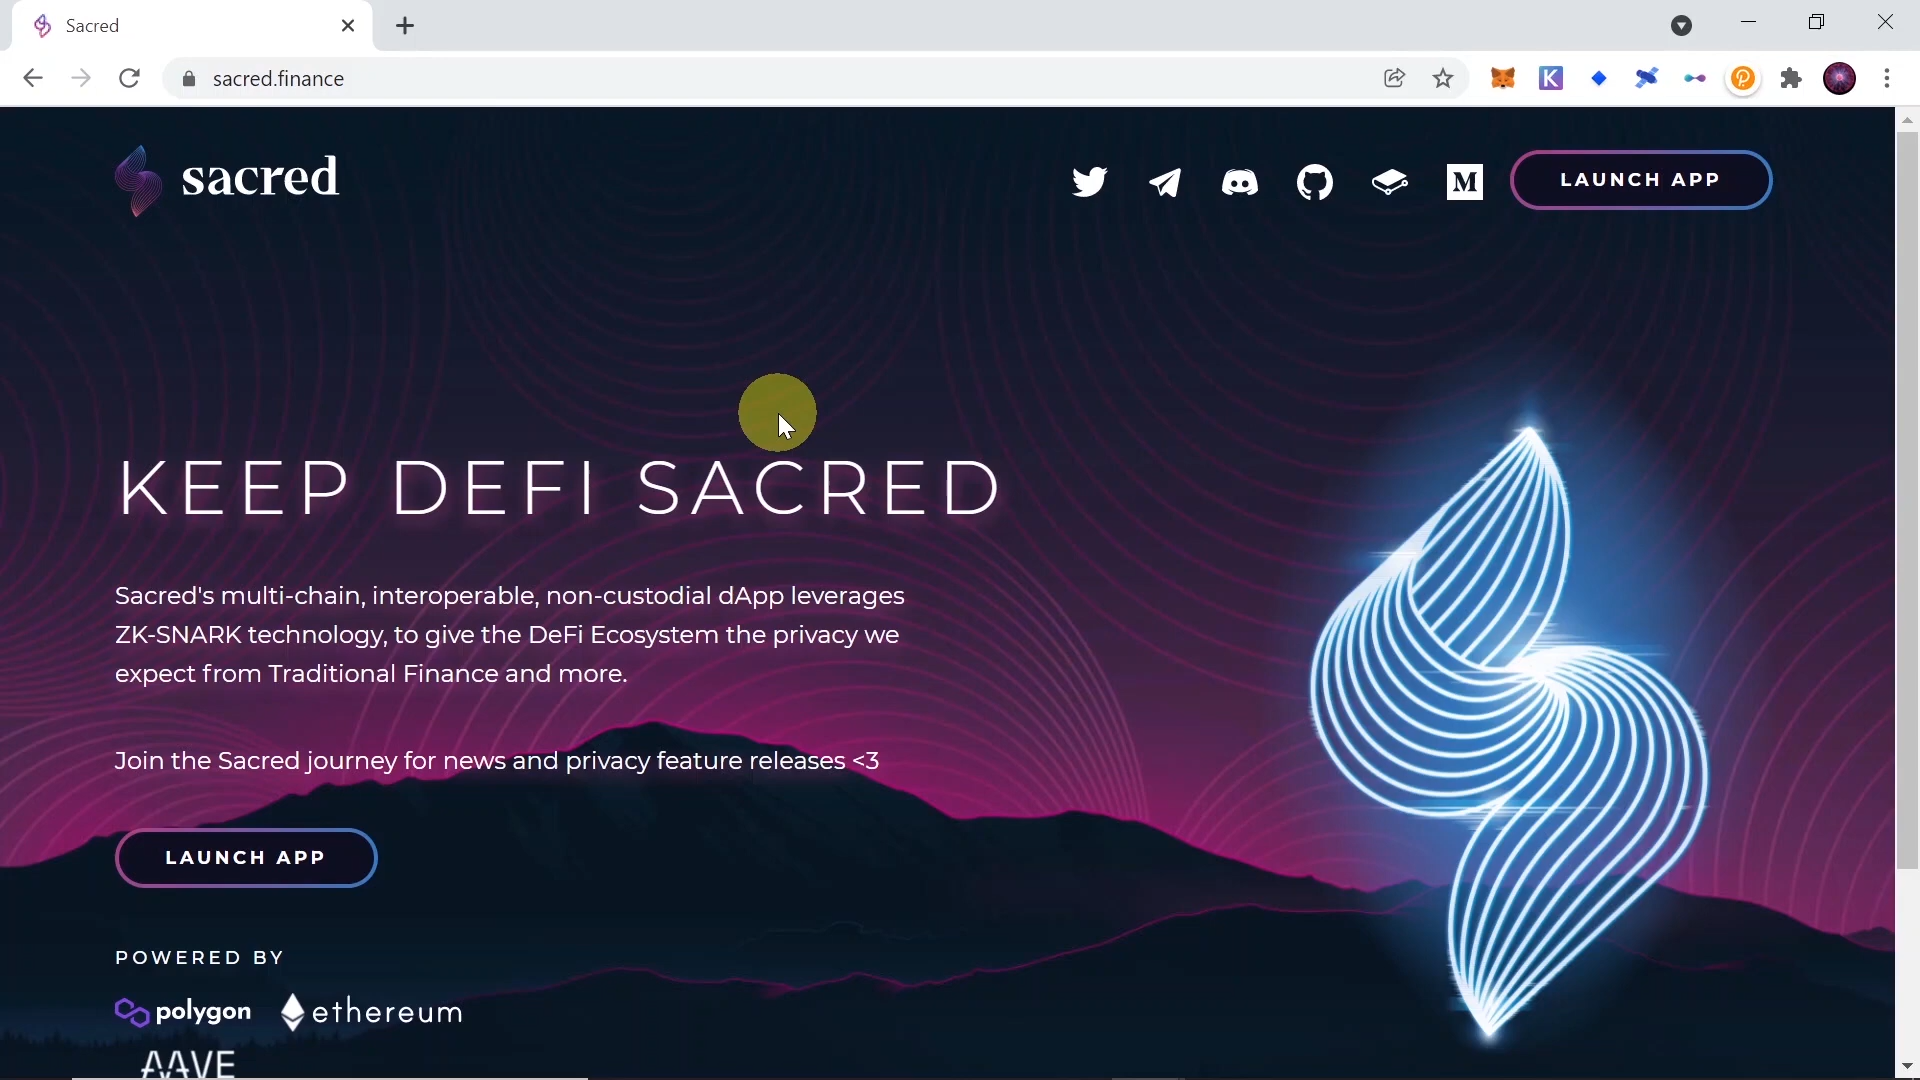 Sacred
sacred.finance
sacred
M
LAUNCH APP
KEEP DEFI SACRED
Sacred's multi-chain, interoperable, non-custodial dApp leverages
ZK-SNARK technology, to give the DeFi Ecosystem the privacy we
expect from Traditional Finance and more.
Join the Sacred journey for news and privacy feature releases <3
LAUNCH APP
POWERED BY
polygon ethereum
AAVE